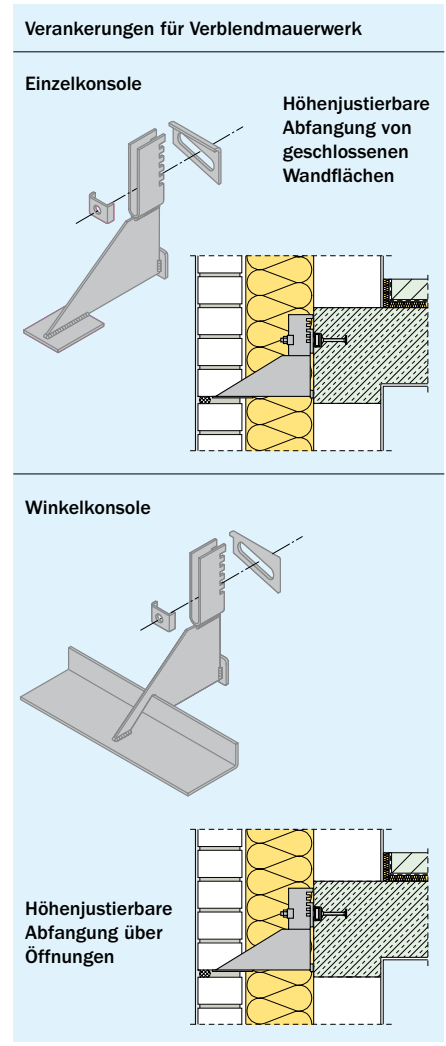 Verankerungen für Verblendmauerwerk
Einzelkonsole
Höhenjustierbare
Abfangung von
geschlossenen
Wandflächen
Winkelkonsole
Höhenjustierbare
Abfangung über
Öffnungen